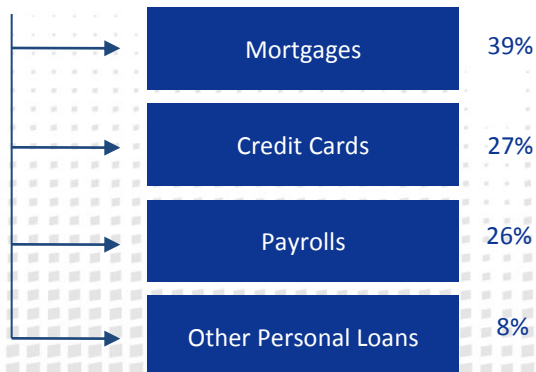 Mortgages 39%
Credit Cards 27%
Payrolls 26%
Other Personal Loans 8%